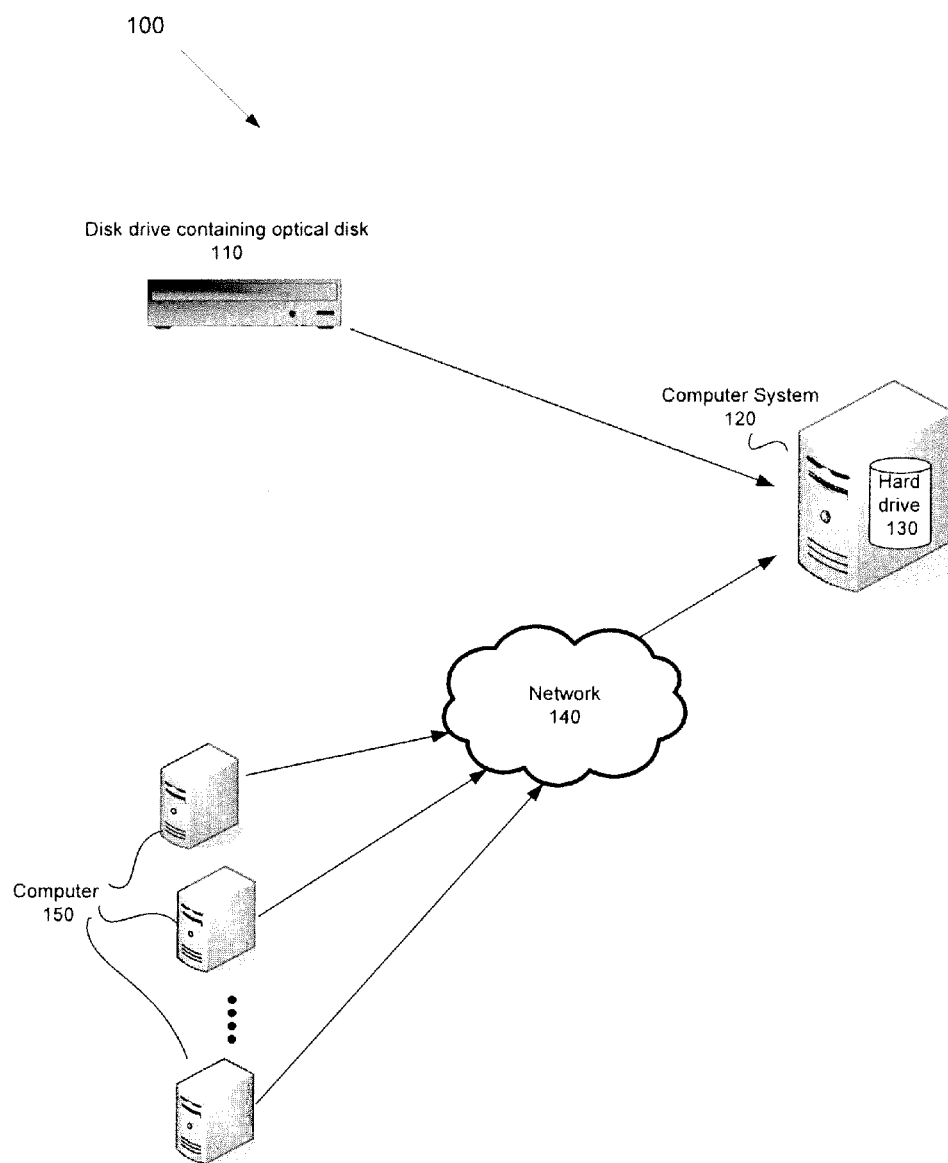 100
Disk drive containing optical disk
110
Computer System
120
Hard
drive
130
Network
140
Computer
150